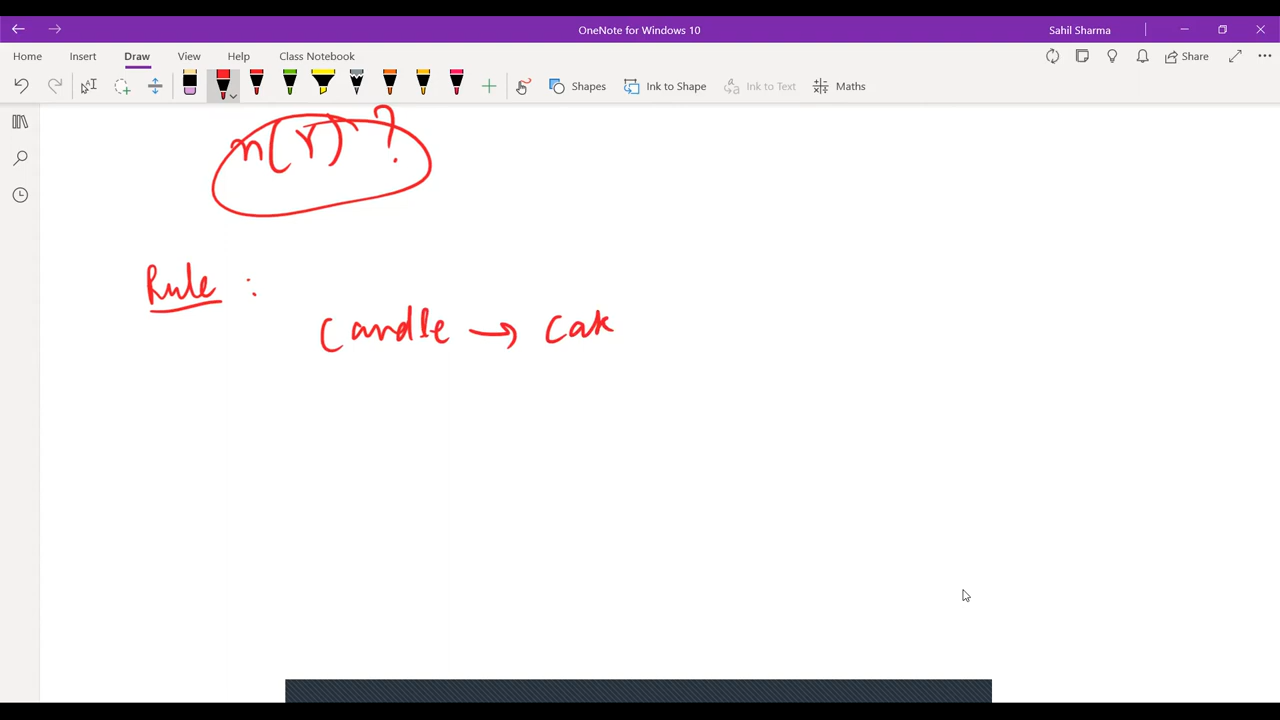 OneNote for Windows 10
Sahil Sharma
Home Insert Draw View Help Class Notebook
Share
Shapes Ink to Shape Ink to Text Maths
n(r) ?
Rule :
Candle → Cak